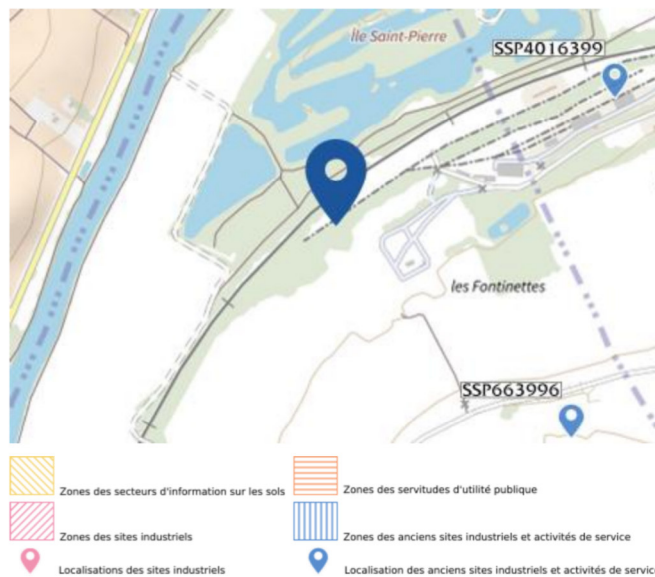 Île Saint-Pierre
SSP4016399
les Fontinettes
SSP663996
Zones des secteurs d'information sur les sols
Zones des servitudes d'utilité publique
Zones des sites industriels
Zones des anciens sites industriels et activités de service
Localisations des sites industriels
Localisation des anciens sites industriels et activités de service